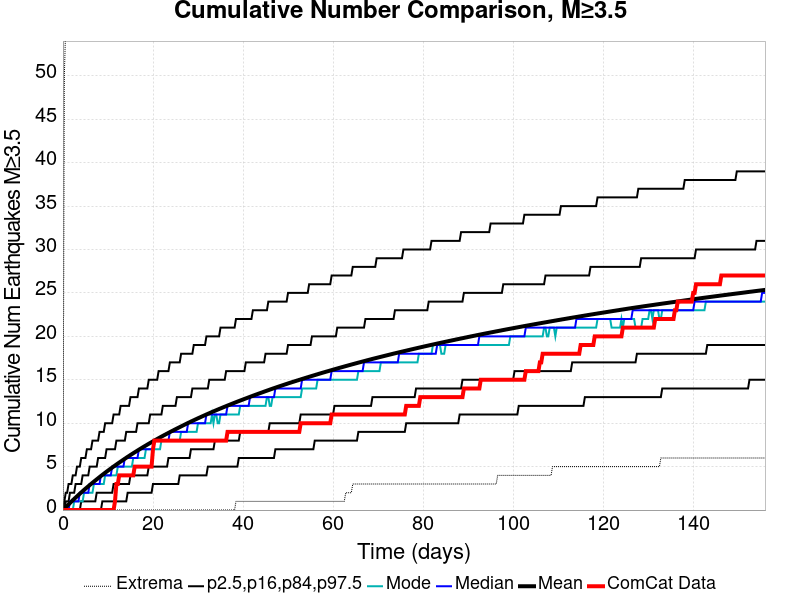 Cumulative Number Comparison, M≥3.5
Cumulative Num Earthquakes M≥3.5
50
45
40
35
30
25
20
15
10
5
0
0 20 40 60 80 100 120 140
Time (days)
Extrema p2.5,p16,p84,p97.5 Mode Median Mean ComCat Data